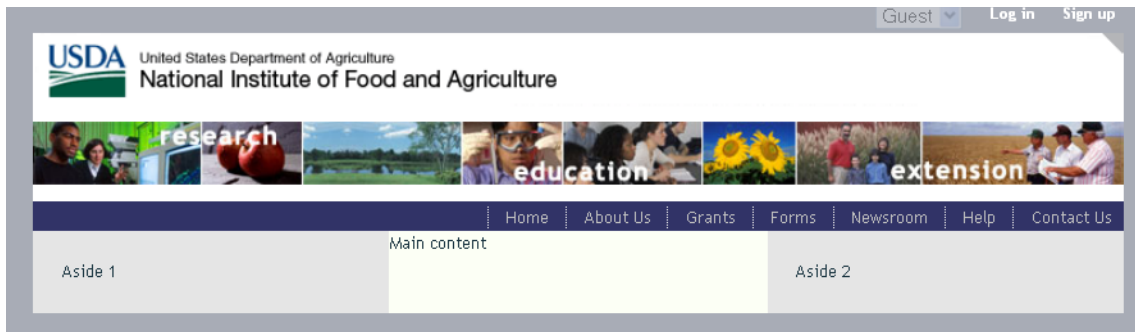 Guest Log in Sign up
USDA
United States Department of Agriculture
National Institute of Food and Agriculture
research education extension
Home About Us Grants Forms Newsroom Help Contact Us
Main content
Aside 1 Aside 2